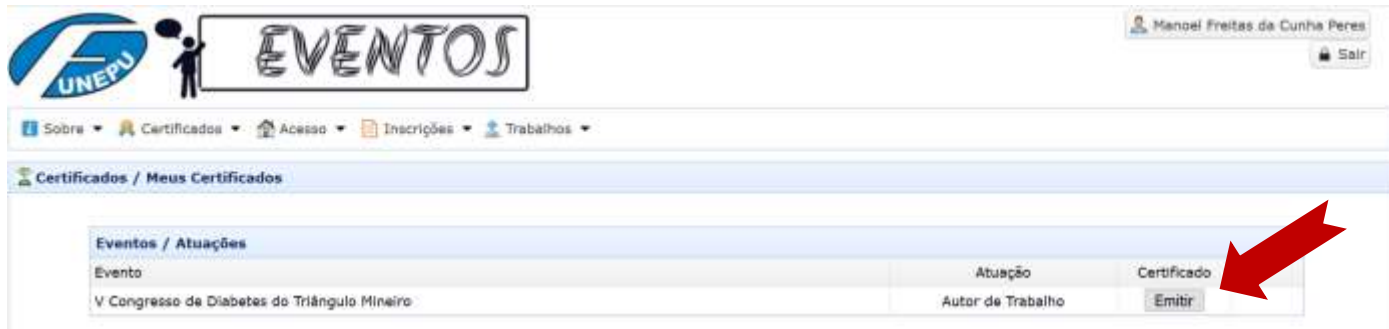 FUNEPU
EVENTOS
Manoel Freitas da Cunha Peres
Sair
Sobre Certificados Acesso Inscrições Trabalhos
Certificados / Meus Certificados
Eventos / Atuações
Evento Atuação Certificado
V Congresso de Diabetes do Triângulo Mineiro Autor de Trabalho Emitir